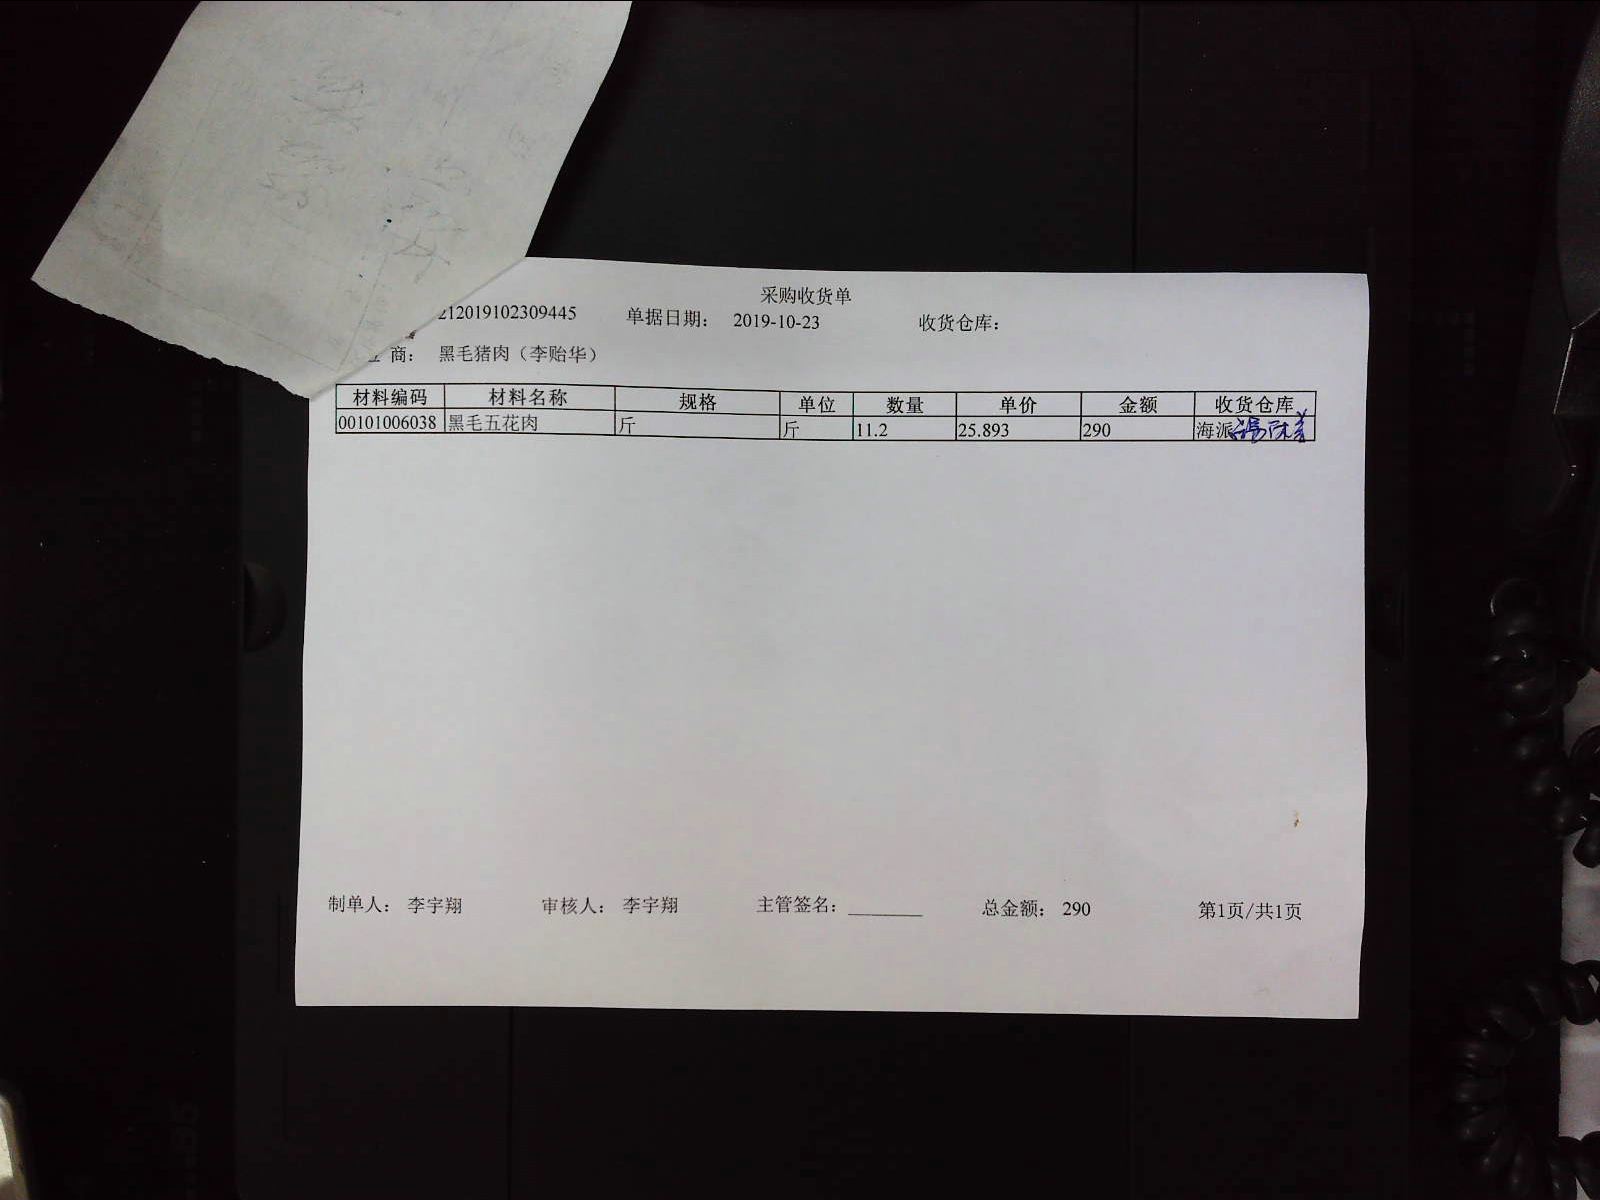 采购收货单
212019102309445 单据日期: 2019-10-23 收货仓库:
商: 黑毛猪肉（李贻华）
材料编码 材料名称 规格 单位 数量 单价 金额 收货仓库
00101006038 黑毛五花肉 斤 斤 11.2 25.893 290 海派
制单人: 李宇翔 审核人: 李宇翔 主管签名: ________ 总金额: 290 第1页/共1页